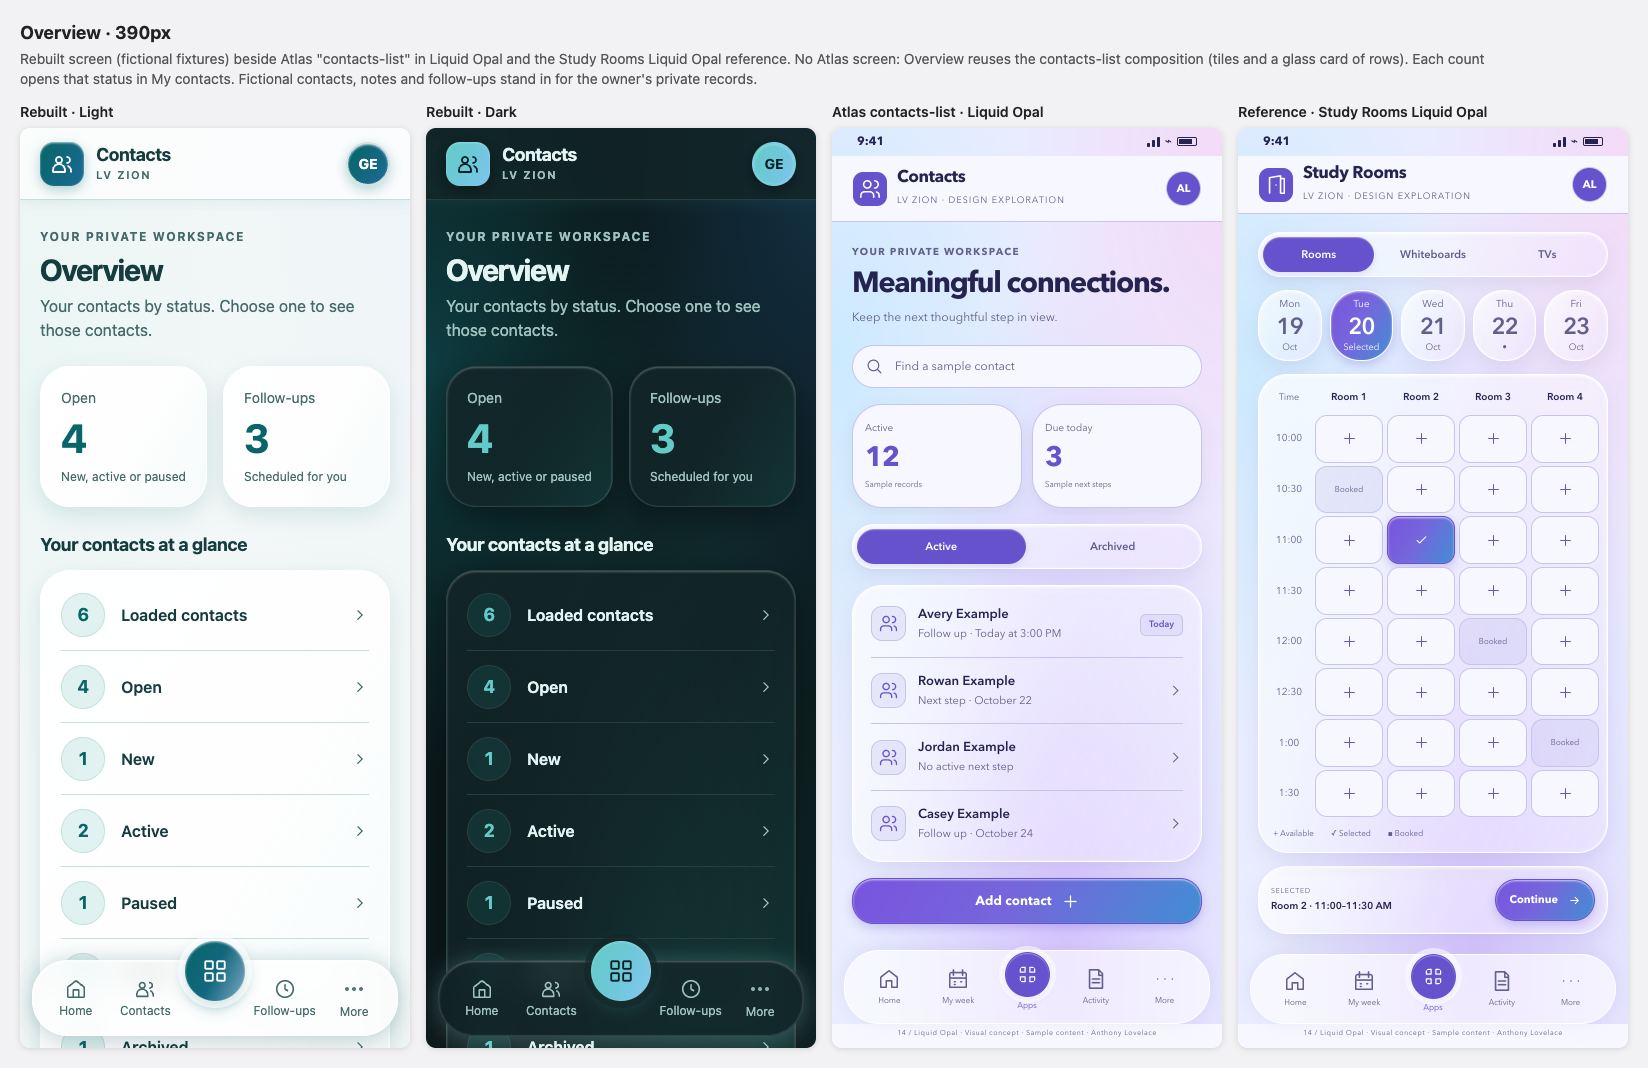 Overview · 390px
Rebuilt screen (fictional fixtures) beside Atlas "contacts-list" in Liquid Opal and the Study Rooms Liquid Opal reference. No Atlas screen: Overview reuses the contacts-list composition (tiles and a glass card of rows). Each count
opens that status in My contacts. Fictional contacts, notes and follow-ups stand in for the owner's private records.
Rebuilt · Light
Contacts
LV ZION
GE
YOUR PRIVATE WORKSPACE
Overview
Your contacts by status. Choose one to see
those contacts.
Open
4
New, active or paused
Follow-ups
3
Scheduled for you
Your contacts at a glance
6 Loaded contacts
4 Open
1 New
2 Active
1 Paused
Home
Contacts
Follow-ups
More
1 Archived
Rebuilt · Dark
Contacts
LV ZION
GE
YOUR PRIVATE WORKSPACE
Overview
Your contacts by status. Choose one to see
those contacts.
Open
4
New, active or paused
Follow-ups
3
Scheduled for you
Your contacts at a glance
6 Loaded contacts
4 Open
1 New
2 Active
1 Paused
Home
Contacts
Follow-ups
More
1 Archived
Atlas contacts-list · Liquid Opal
9:41
Contacts
LV ZION · DESIGN EXPLORATION
AL
YOUR PRIVATE WORKSPACE
Meaningful connections.
Keep the next thoughtful step in view.
Find a sample contact
Active
12
Sample records
Due today
3
Sample next steps
Active
Archived
Avery Example
Follow up · Today at 3:00 PM
Today
Rowan Example
Next step · October 22
Jordan Example
No active next step
Casey Example
Follow up · October 24
Add contact +
Home
My week
Apps
Activity
More
14 / Liquid Opal · Visual concept · Sample content · Anthony Lovelace
Reference · Study Rooms Liquid Opal
9:41
Study Rooms
LV ZION · DESIGN EXPLORATION
AL
Rooms
Whiteboards
TVs
Mon 19 Oct
Tue 20 Selected
Wed 21 Oct
Thu 22 •
Fri 23 Oct
Time Room 1 Room 2 Room 3 Room 4
10:00 + + + +
10:30 Booked + + +
11:00 + ✓ + +
11:30 + + + +
12:00 + + Booked +
12:30 + + + +
1:00 + + + Booked
1:30 + + + +
+ Available ✓ Selected ■ Booked
SELECTED
Room 2 · 11:00–11:30 AM
Continue →
Home
My week
Apps
Activity
More
14 / Liquid Opal · Visual concept · Sample content · Anthony Lovelace